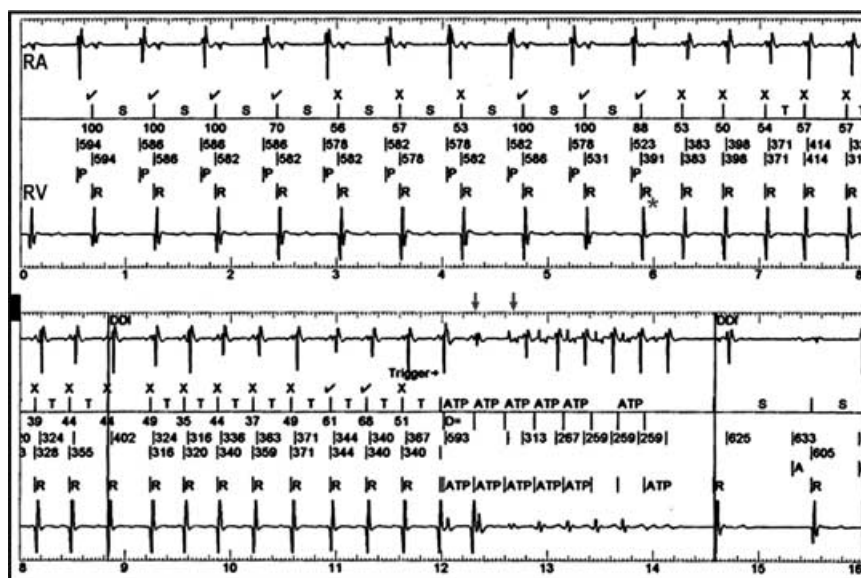 RA
✓ ✓ ✓ ✓ X X X ✓ ✓ ✓ X X X X X
S S S S S S S S S T
100 100 100 70 56 57 53 100 100 88 53 50 54 57 57
594 586 586 586 578 582 578 582 578 523 383 398 371 414
594 586 582 582 582 578 582 586 531 391 383 398 371 414
P P P P P P P P P P
RV R R R R R R R R R R R R R R R
*
0 1 2 3 4 5 6 7 8
DDI DDI
Trigger
X X X X X X X X ✓ ✓ X
T T T T T T T T T ATP ATP ATP ATP ATP ATP S S
39 44 44 49 35 44 37 49 61 68 51 D=
324 402 324 316 336 363 371 344 340 367 593 313 267 259 259 259 625 633
328 355 316 320 340 359 371 344 340 340 605
A
R R R R R R R R R R R ATP ATP ATP ATP ATP ATP R R
8 9 10 11 12 13 14 15 16